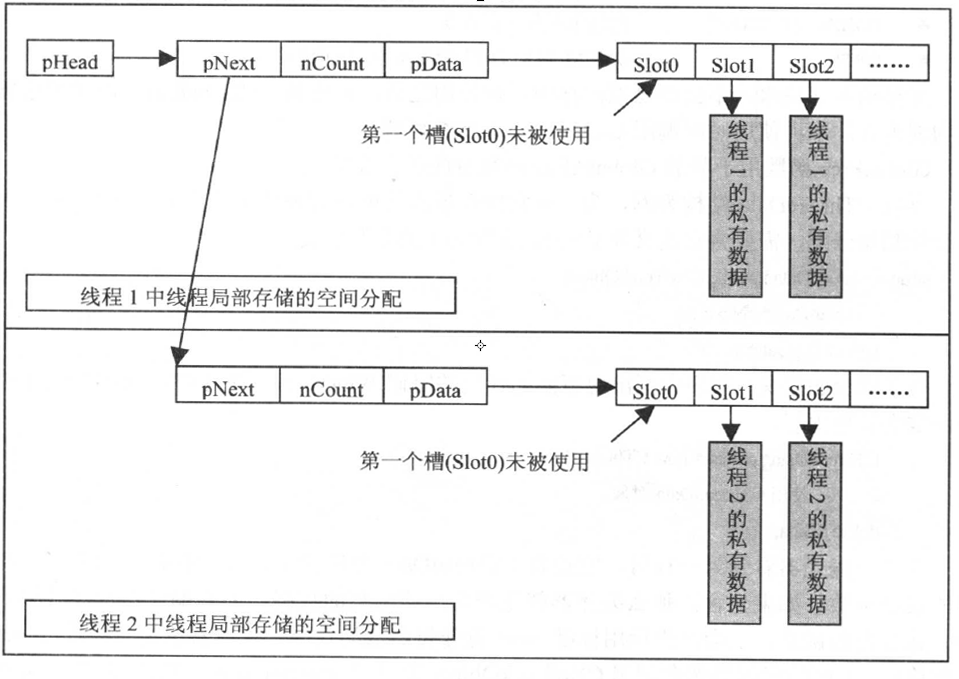 pHead pNext nCount pData Slot0 Slot1 Slot2 ……
第一个槽(Slot0)未被使用
线程1的私有数据
线程1的私有数据
线程1中线程局部存储的空间分配
pNext nCount pData Slot0 Slot1 Slot2 ……
第一个槽(Slot0)未被使用
线程2的私有数据
线程2的私有数据
线程2中线程局部存储的空间分配